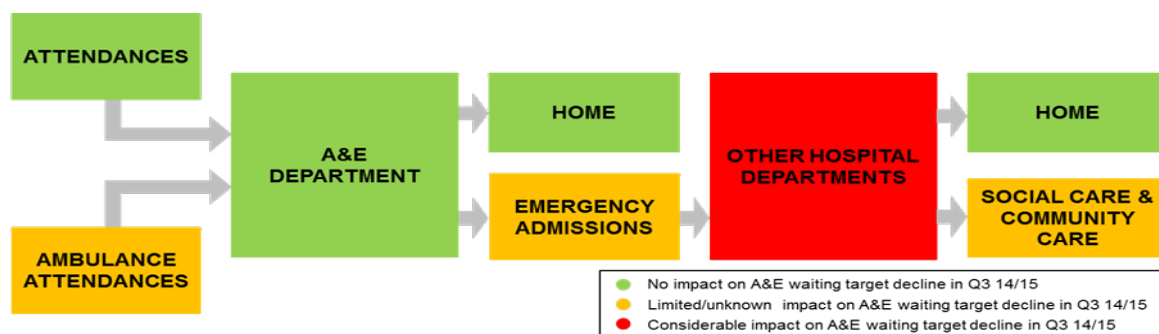 ATTENDANCES
AMBULANCE
ATTENDANCES
A&E
DEPARTMENT
HOME
EMERGENCY
ADMISSIONS
OTHER HOSPITAL
DEPARTMENTS
HOME
SOCIAL CARE &
COMMUNITY
CARE
No impact on A&E waiting target decline in Q3 14/15
Limited/unknown impact on A&E waiting target decline in Q3 14/15
Considerable impact on A&E waiting target decline in Q3 14/15